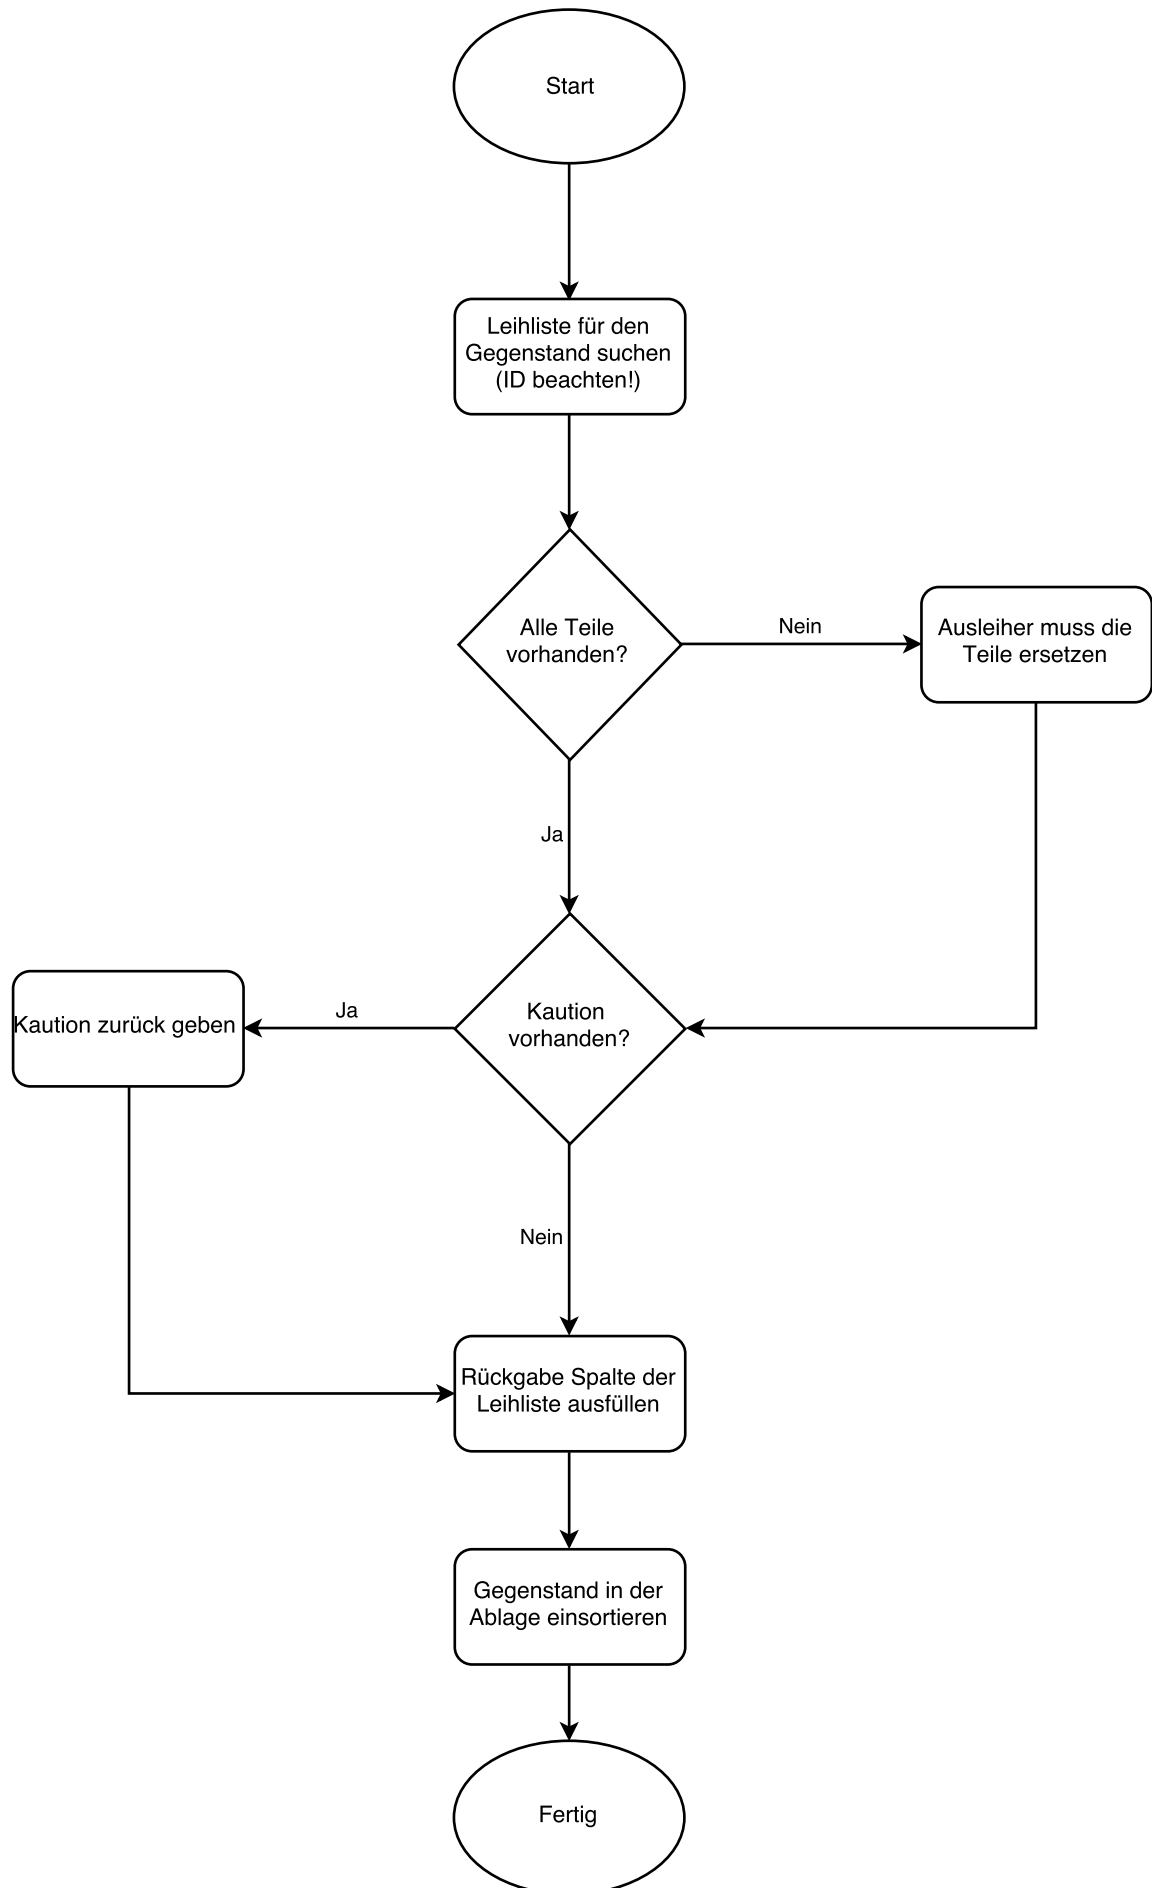 Start
Leihliste für den
Gegenstand suchen
(ID beachten!)
Alle Teile
vorhanden?
Nein
Ausleiher muss die
Teile ersetzen
Ja
Kaution
vorhanden?
Ja
Kaution zurück geben
Nein
Rückgabe Spalte der
Leihliste ausfüllen
Gegenstand in der
Ablage einsortieren
Fertig